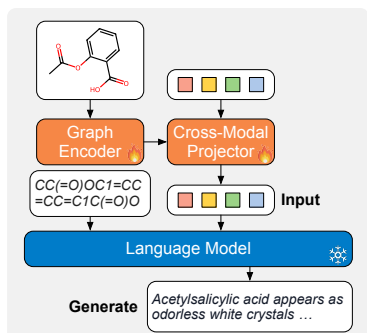 O
O
HO
O
Graph
Encoder
Cross-Modal
Projector
CC(=O)OC1=CC
=CC=C1C(=O)O
Input
Language Model
Generate
Acetylsalicylic acid appears as
odorless white crystals …